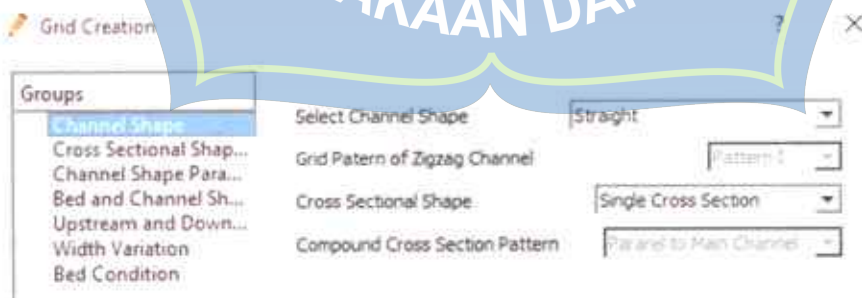 AKAAN DA
Grid Creation ? ×
Groups
Channel Shape
Cross Sectional Shap...
Channel Shape Para...
Bed and Channel Sh...
Upstream and Down...
Width Variation
Bed Condition
Select Channel Shape Straight
Grid Patern of Zigzag Channel Pattern 1
Cross Sectional Shape Single Cross Section
Compound Cross Section Pattern Pararel to Main Channel